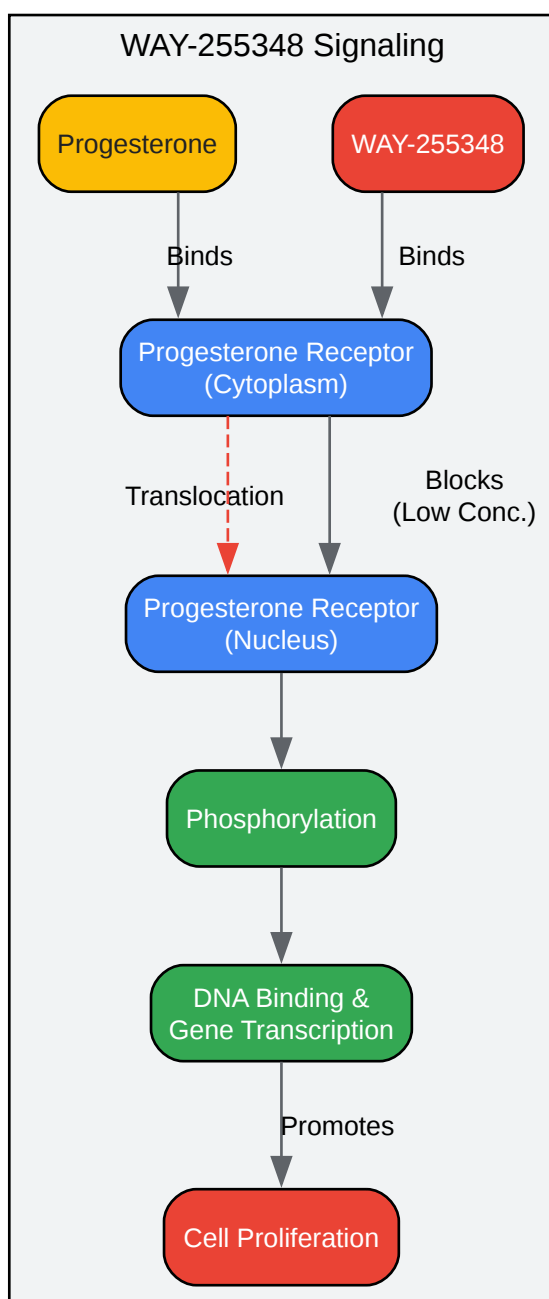 WAY-255348 Signaling
Progesterone
WAY-255348
Binds
Binds
Progesterone Receptor
(Cytoplasm)
Translocation
Blocks
(Low Conc.)
Progesterone Receptor
(Nucleus)
Phosphorylation
DNA Binding &
Gene Transcription
Promotes
Cell Proliferation